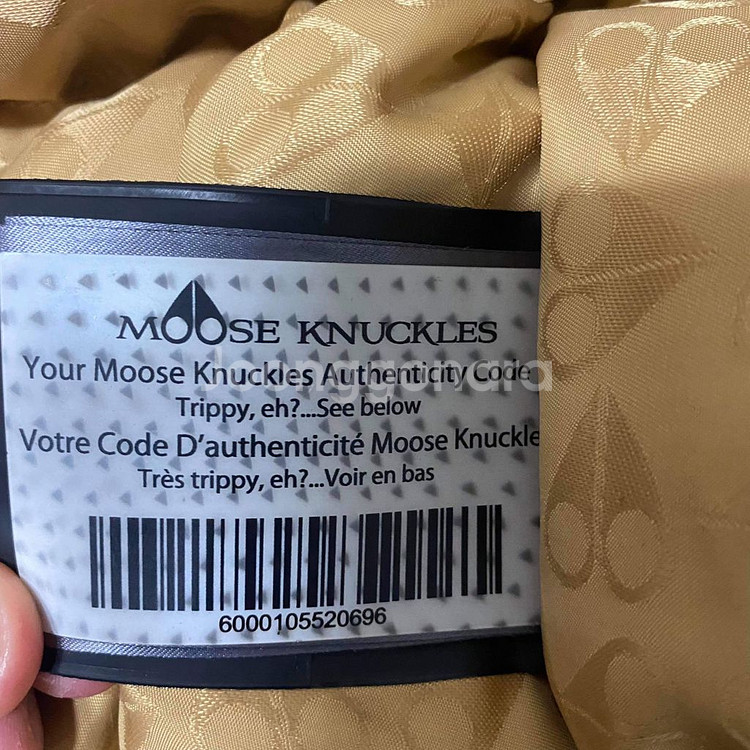 MOOSE KNUCKLES
Your Moose Knuckles Authenticity Code
Trippy, eh?...See below
Votre Code D'authenticité Moose Knuckle
Très trippy, eh?...Voir en bas
6000105520696